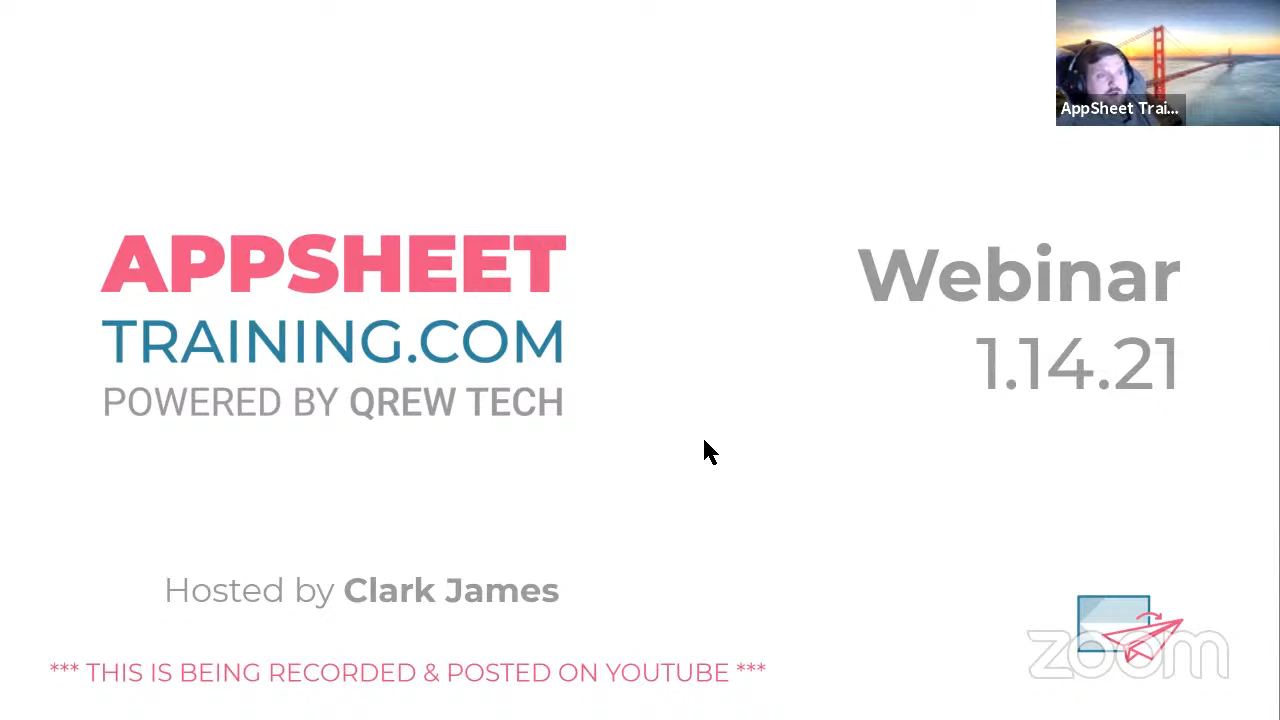 AppSheet Trai...
APPSHEET
TRAINING.COM
POWERED BY QREW TECH
Webinar
1.14.21
Hosted by Clark James
*** THIS IS BEING RECORDED & POSTED ON YOUTUBE ***
zoom